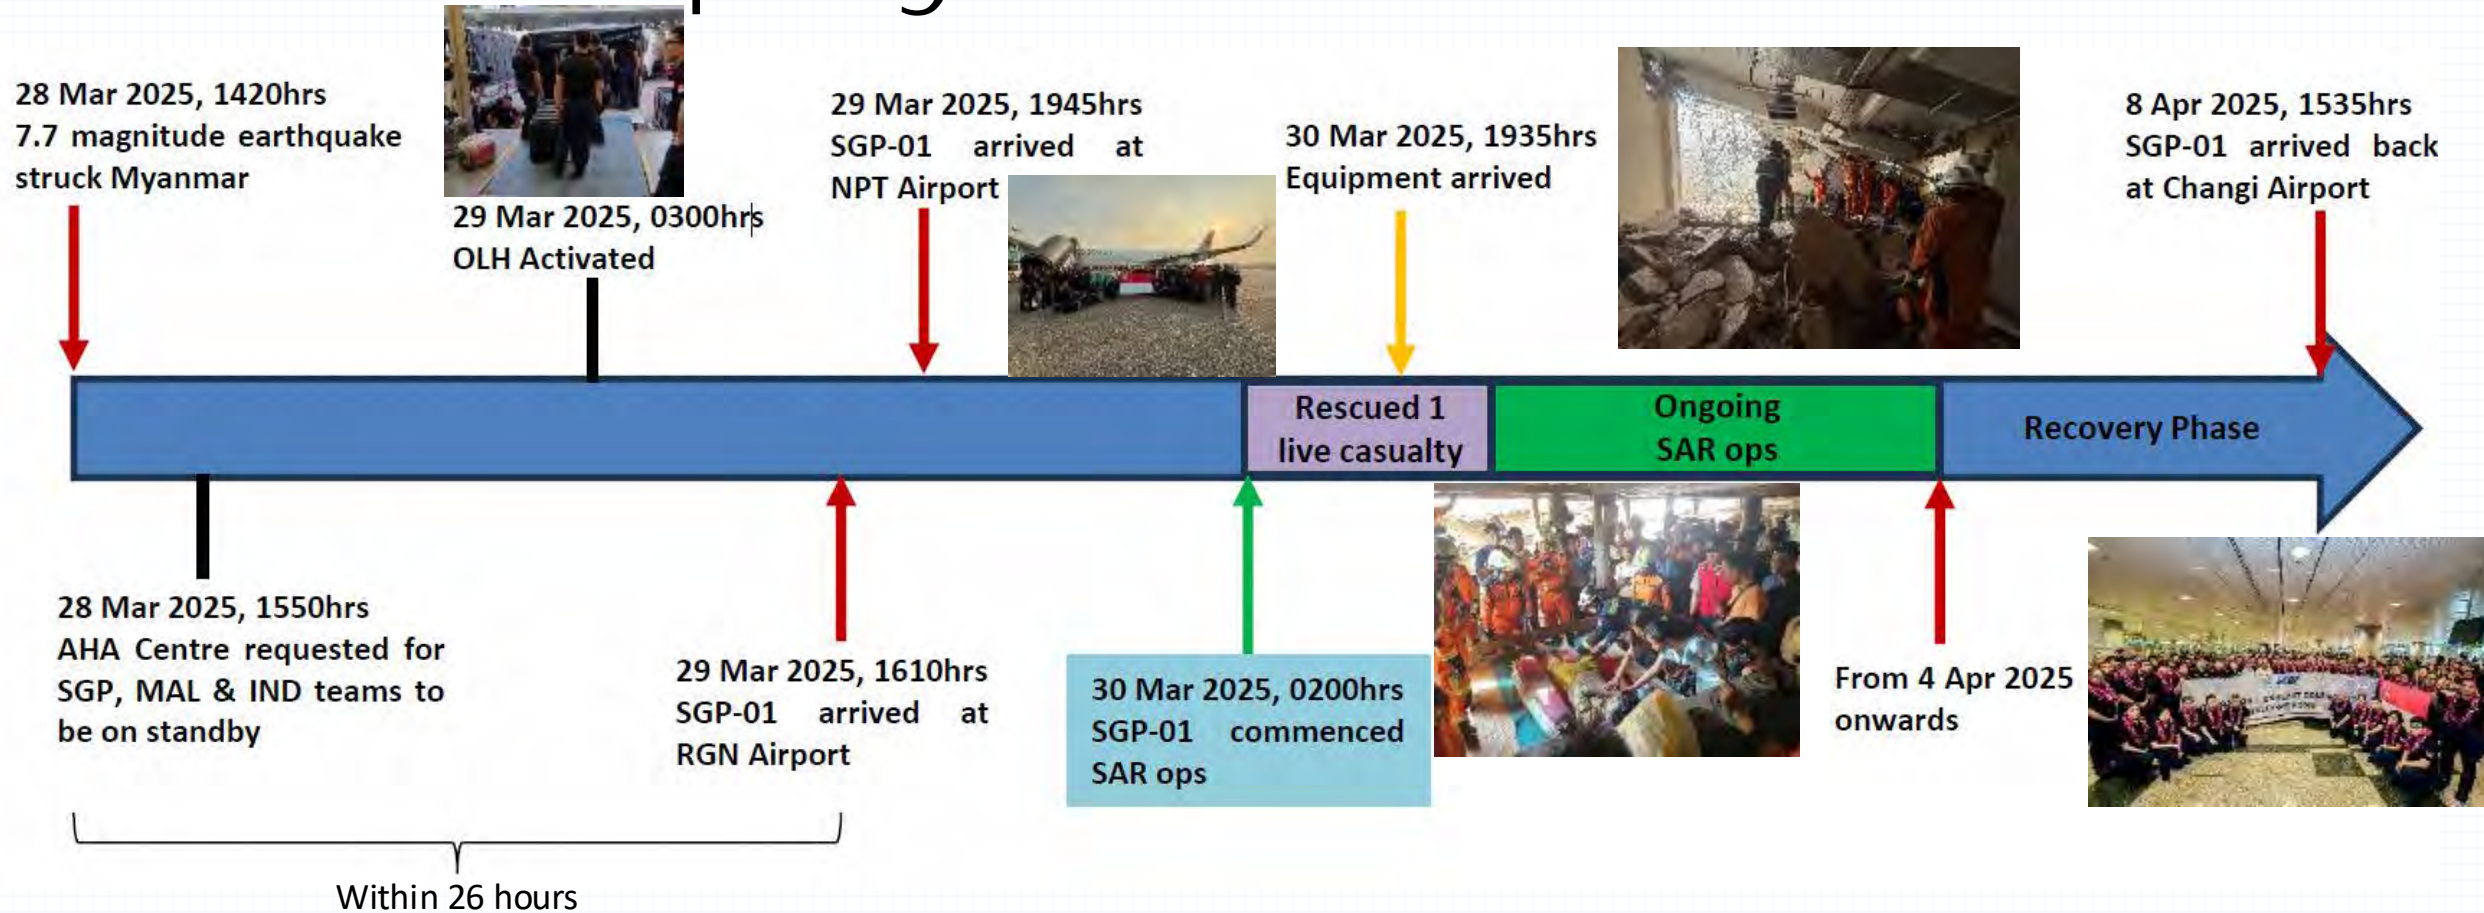 28 Mar 2025, 1420hrs
7.7 magnitude earthquake
struck Myanmar
29 Mar 2025, 0300hrs
OLH Activated
29 Mar 2025, 1945hrs
SGP-01 arrived at
NPT Airport
30 Mar 2025, 1935hrs
Equipment arrived
8 Apr 2025, 1535hrs
SGP-01 arrived back
at Changi Airport
Rescued 1
live casualty
Ongoing
SAR ops
Recovery Phase
28 Mar 2025, 1550hrs
AHA Centre requested for
SGP, MAL & IND teams to
be on standby
29 Mar 2025, 1610hrs
SGP-01 arrived at
RGN Airport
30 Mar 2025, 0200hrs
SGP-01 commenced
SAR ops
From 4 Apr 2025
onwards
Within 26 hours